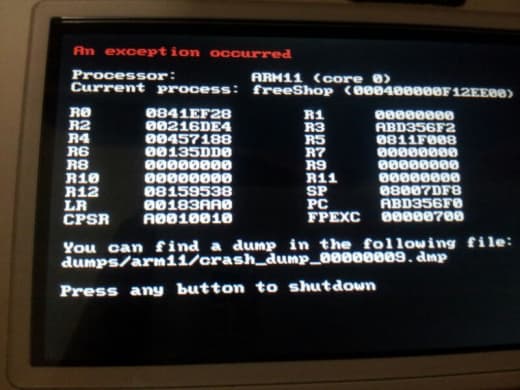 An exception occurred
Processor: ARM11 (core 0)
Current process: freeShop (000400000F12EE00)
R0 0841EF28 R1 00000000
R2 00216DE4 R3 ABD356F2
R4 00457188 R5 0811F008
R6 00135DD0 R7 00000000
R8 00000000 R9 00000000
R10 00000000 R11 00000000
R12 08159538 SP 08007DF8
LR 00183AA0 PC ABD356F0
CPSR A0010010 FPEXC 00000700
You can find a dump in the following file:
dumps/arm11/crash_dump_00000009.dmp
Press any button to shutdown